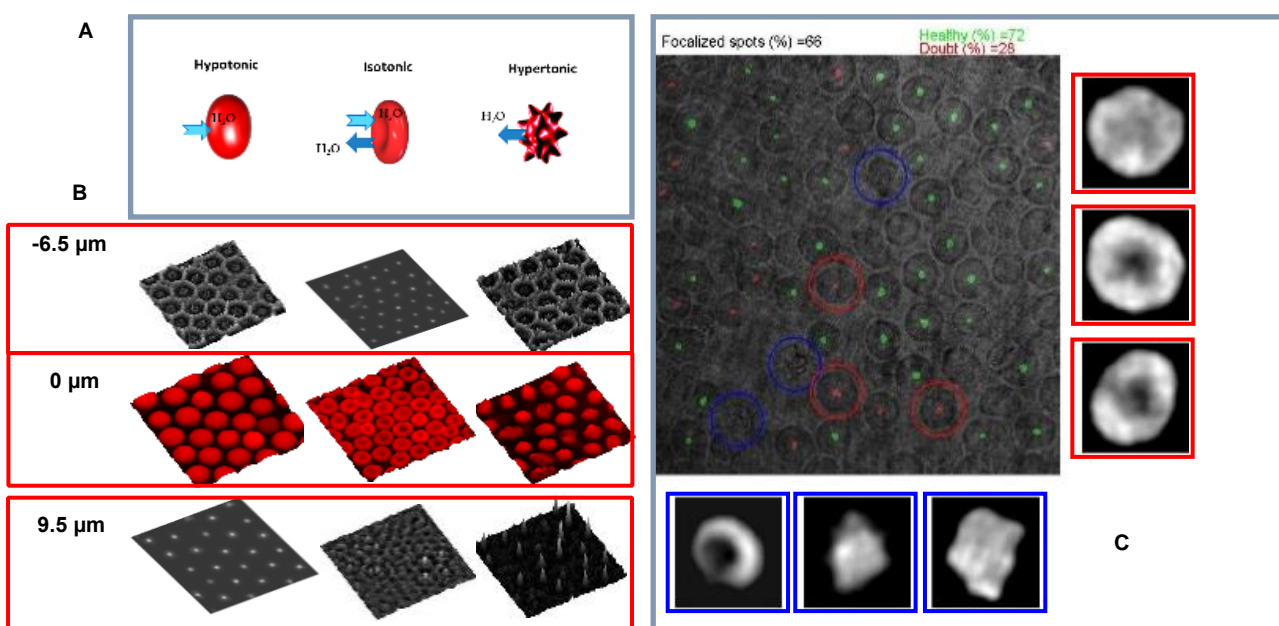 A
Hypotonic
Isotonic
Hypertonic
H₂O
H₂O
H₂O
H₂O
B
-6.5 µm
0 µm
9.5 µm
Focalized spots (%) =66
Healthy (%) =72
Doubt (%) =28
C